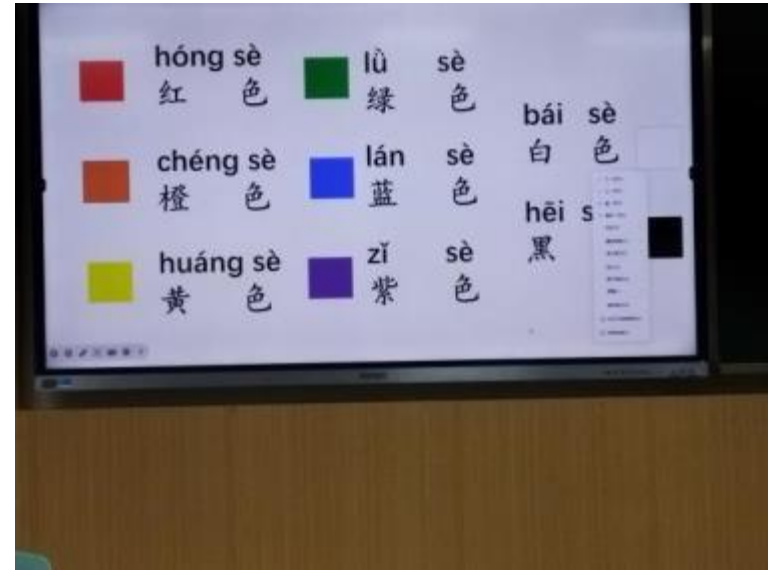 hóng sè
红 色
chéng sè
橙 色
huáng sè
黄 色
lǜ sè
绿 色
lán sè
蓝 色
zǐ sè
紫 色
bái sè
白 色
hēi s
黑